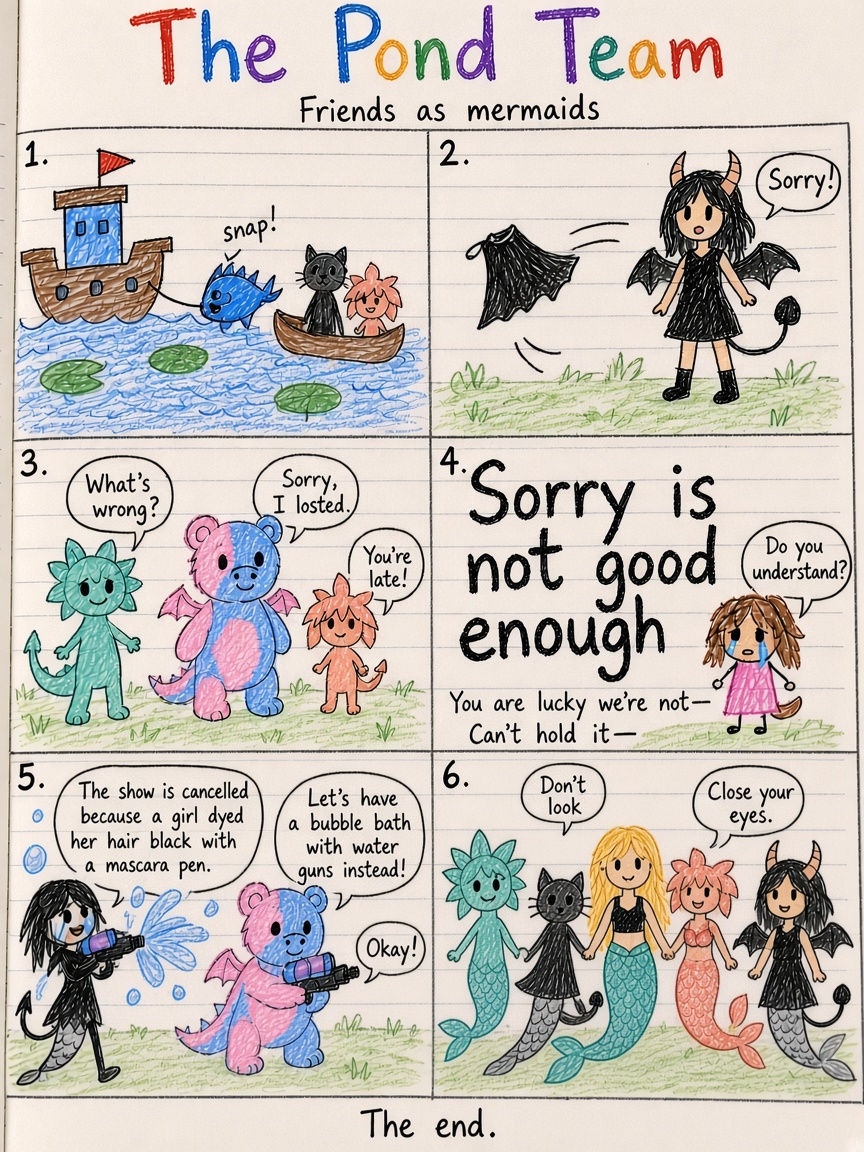 The Pond Team
Friends as mermaids
1.
snap!
2.
Sorry!
3.
What's
wrong?
Sorry,
I losted.
You're
late!
4.
Sorry is
not good
enough
Do you
understand?
You are lucky we're not—
Can't hold it—
5.
The show is cancelled
because a girl dyed
her hair black with
a mascara pen.
Let's have
a bubble bath
with water
guns instead!
Okay!
6.
Don't
look
Close your
eyes.
The end.